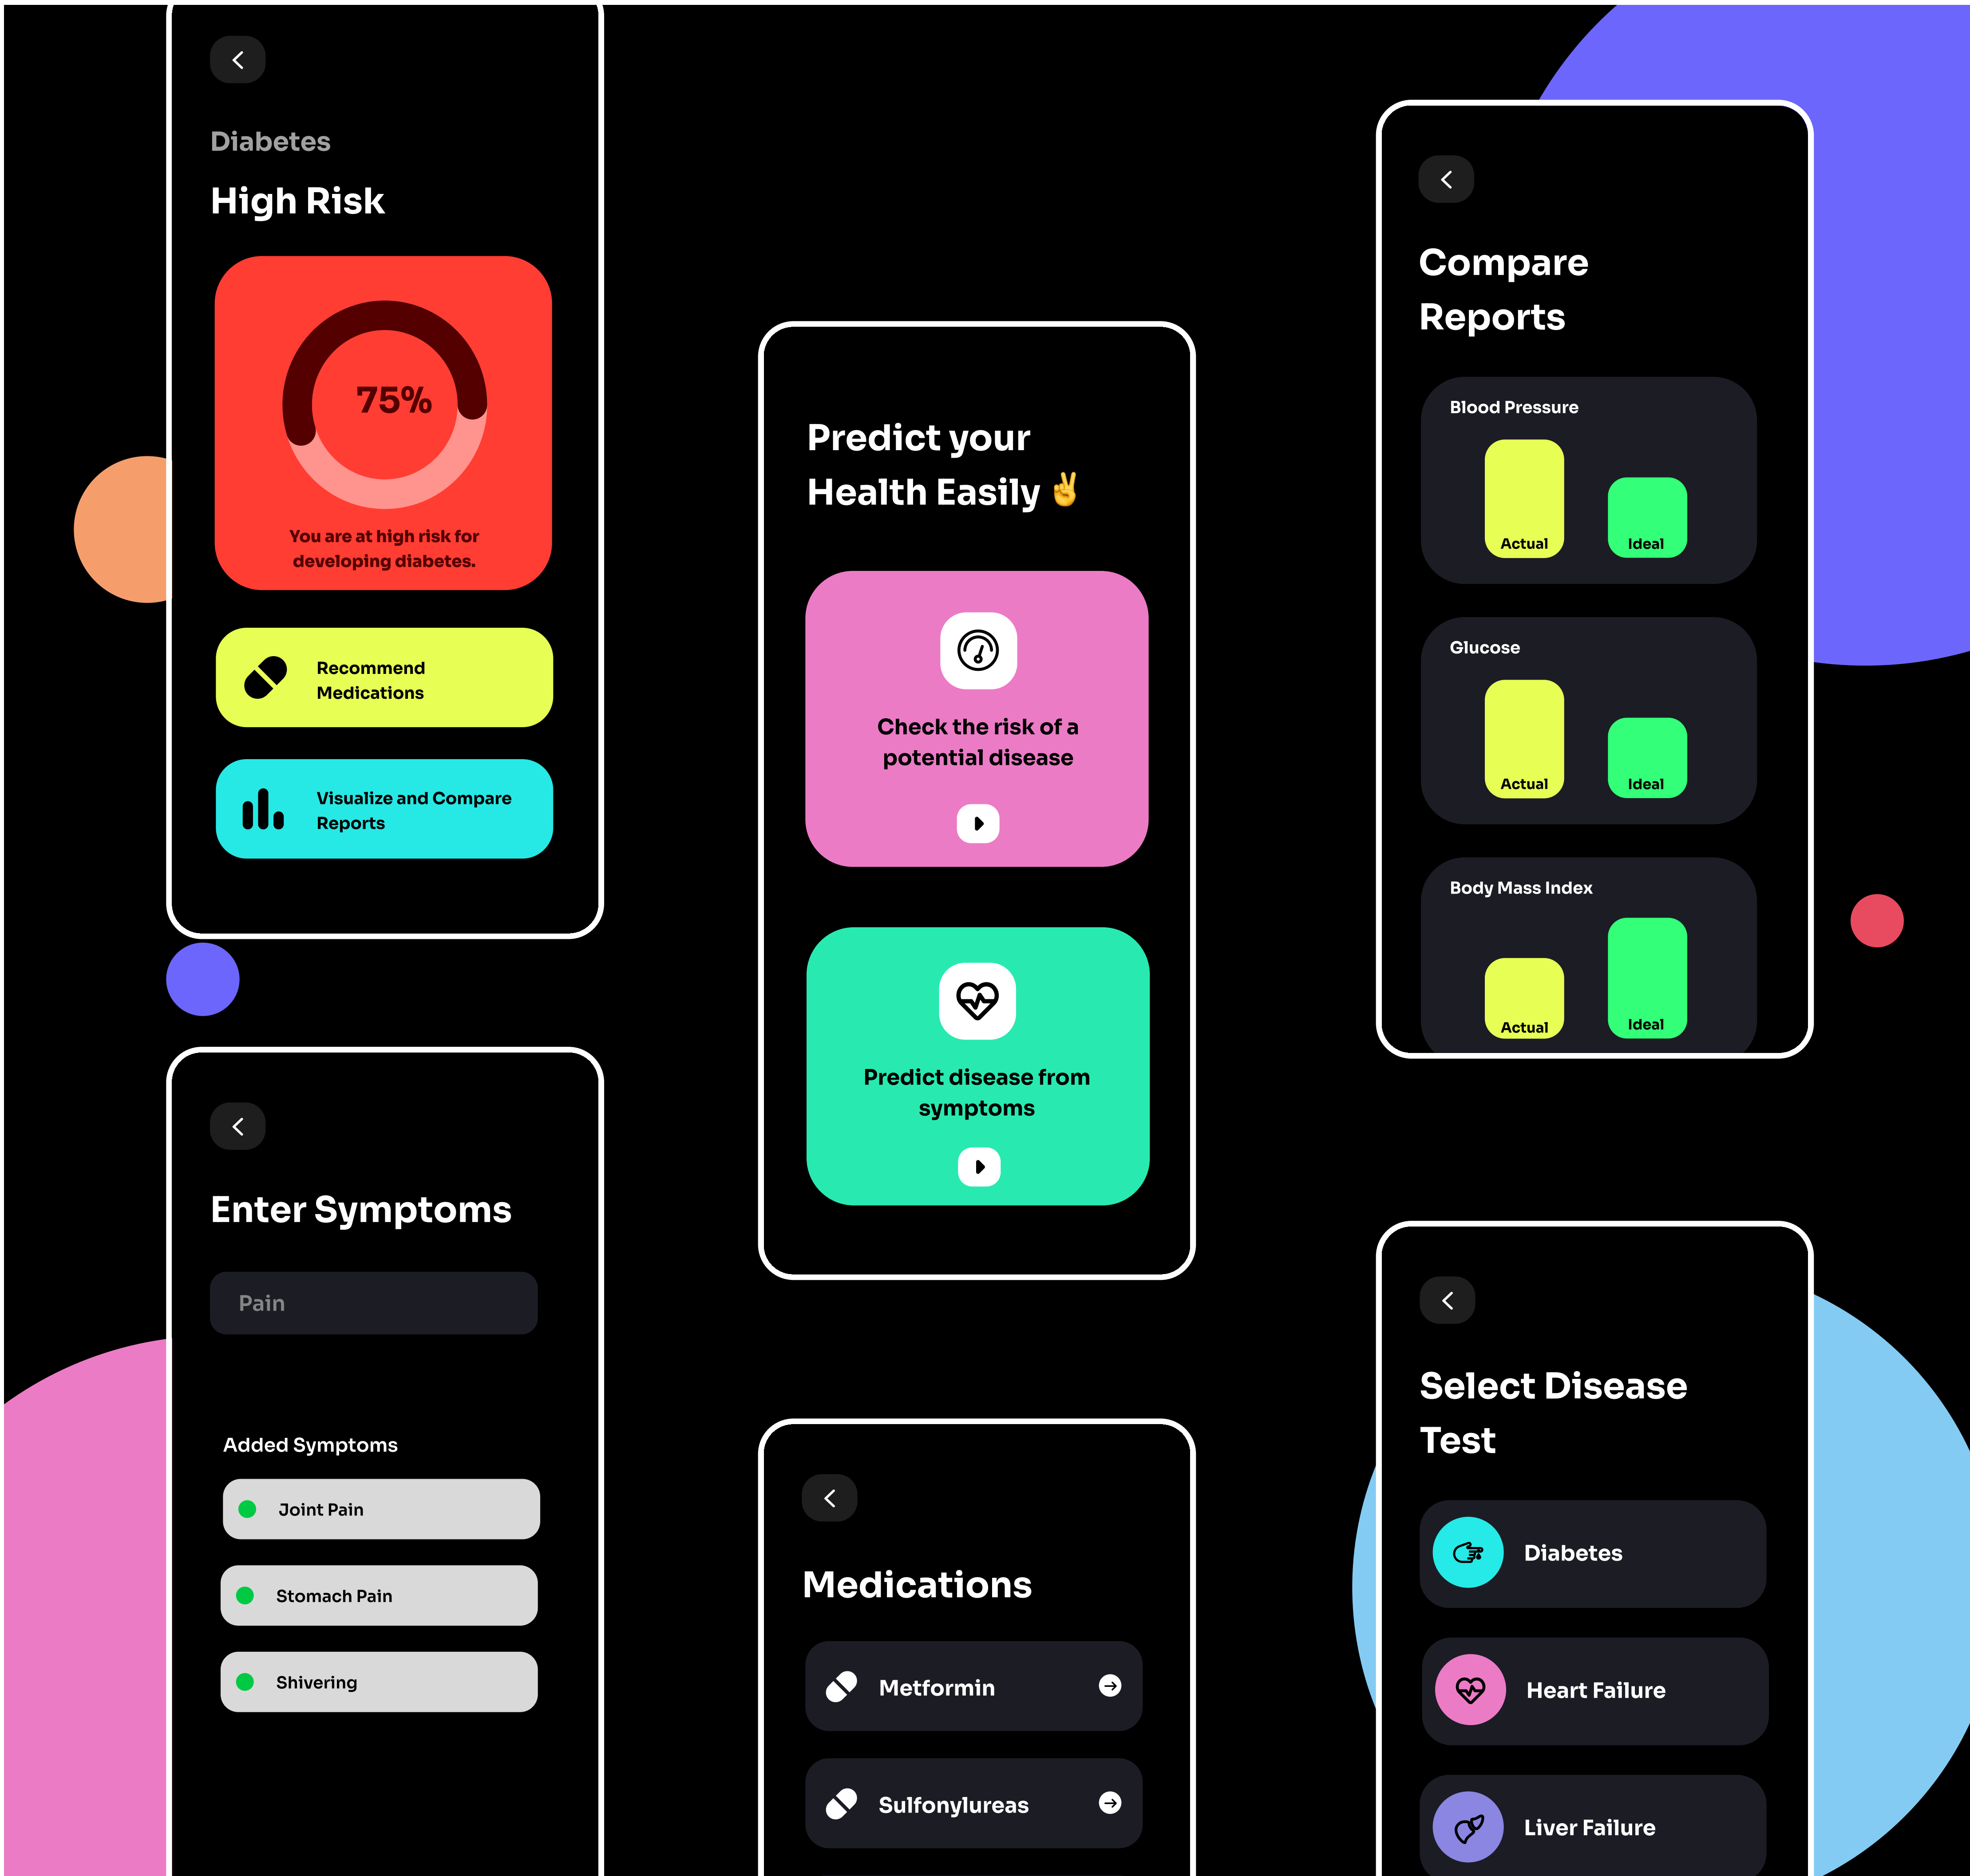 Diabetes
High Risk
75%
You are at high risk for
developing diabetes.
Recommend
Medications
Visualize and Compare
Reports
Enter Symptoms
Pain
Added Symptoms
Joint Pain
Stomach Pain
Shivering
Predict your
Health Easily ✌
Check the risk of a
potential disease
Predict disease from
symptoms
Medications
Metformin
Sulfonylureas
Compare
Reports
Blood Pressure
Actual
Ideal
Glucose
Actual
Ideal
Body Mass Index
Actual
Ideal
Select Disease
Test
Diabetes
Heart Failure
Liver Failure